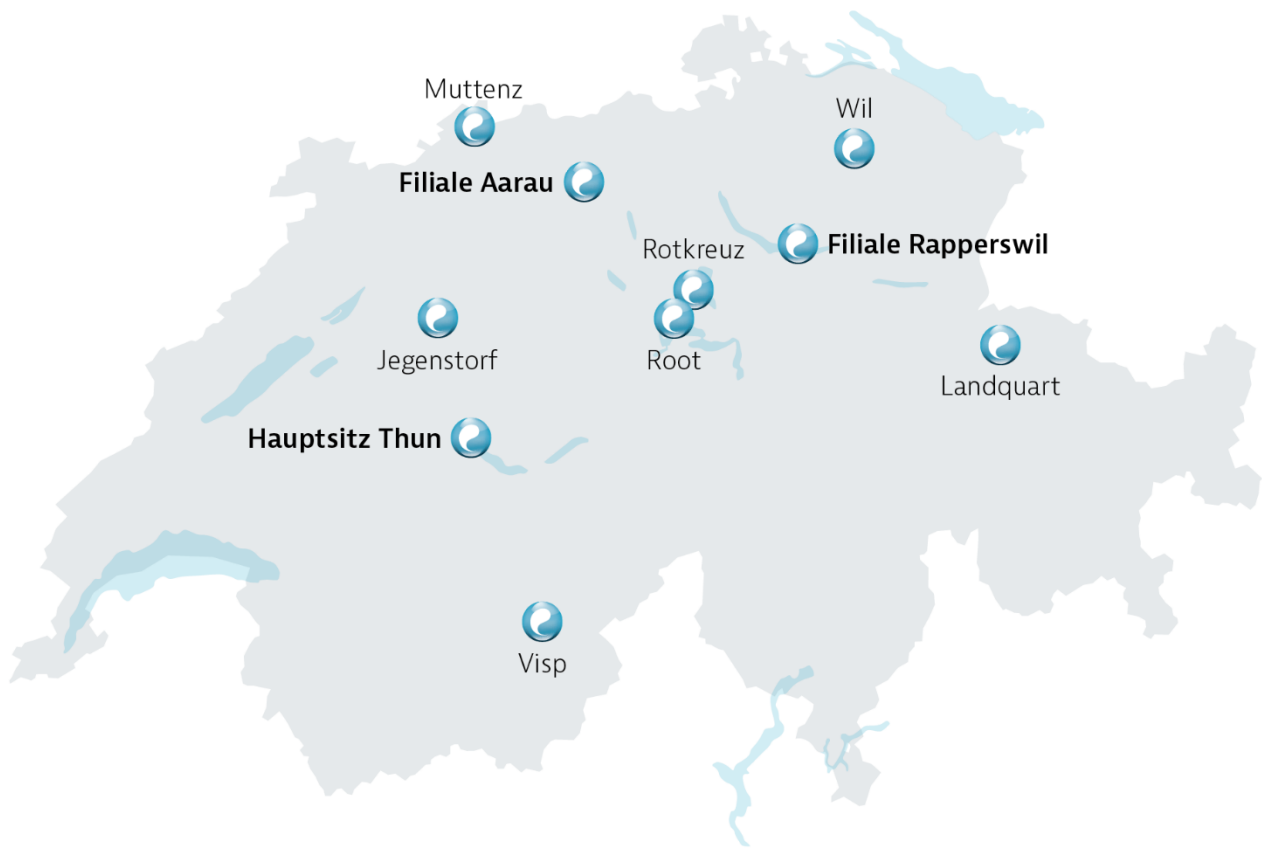 Muttenz
Wil
Filiale Aarau
Filiale Rapperswil
Rotkreuz
Jegenstorf
Root
Landquart
Hauptsitz Thun
Visp